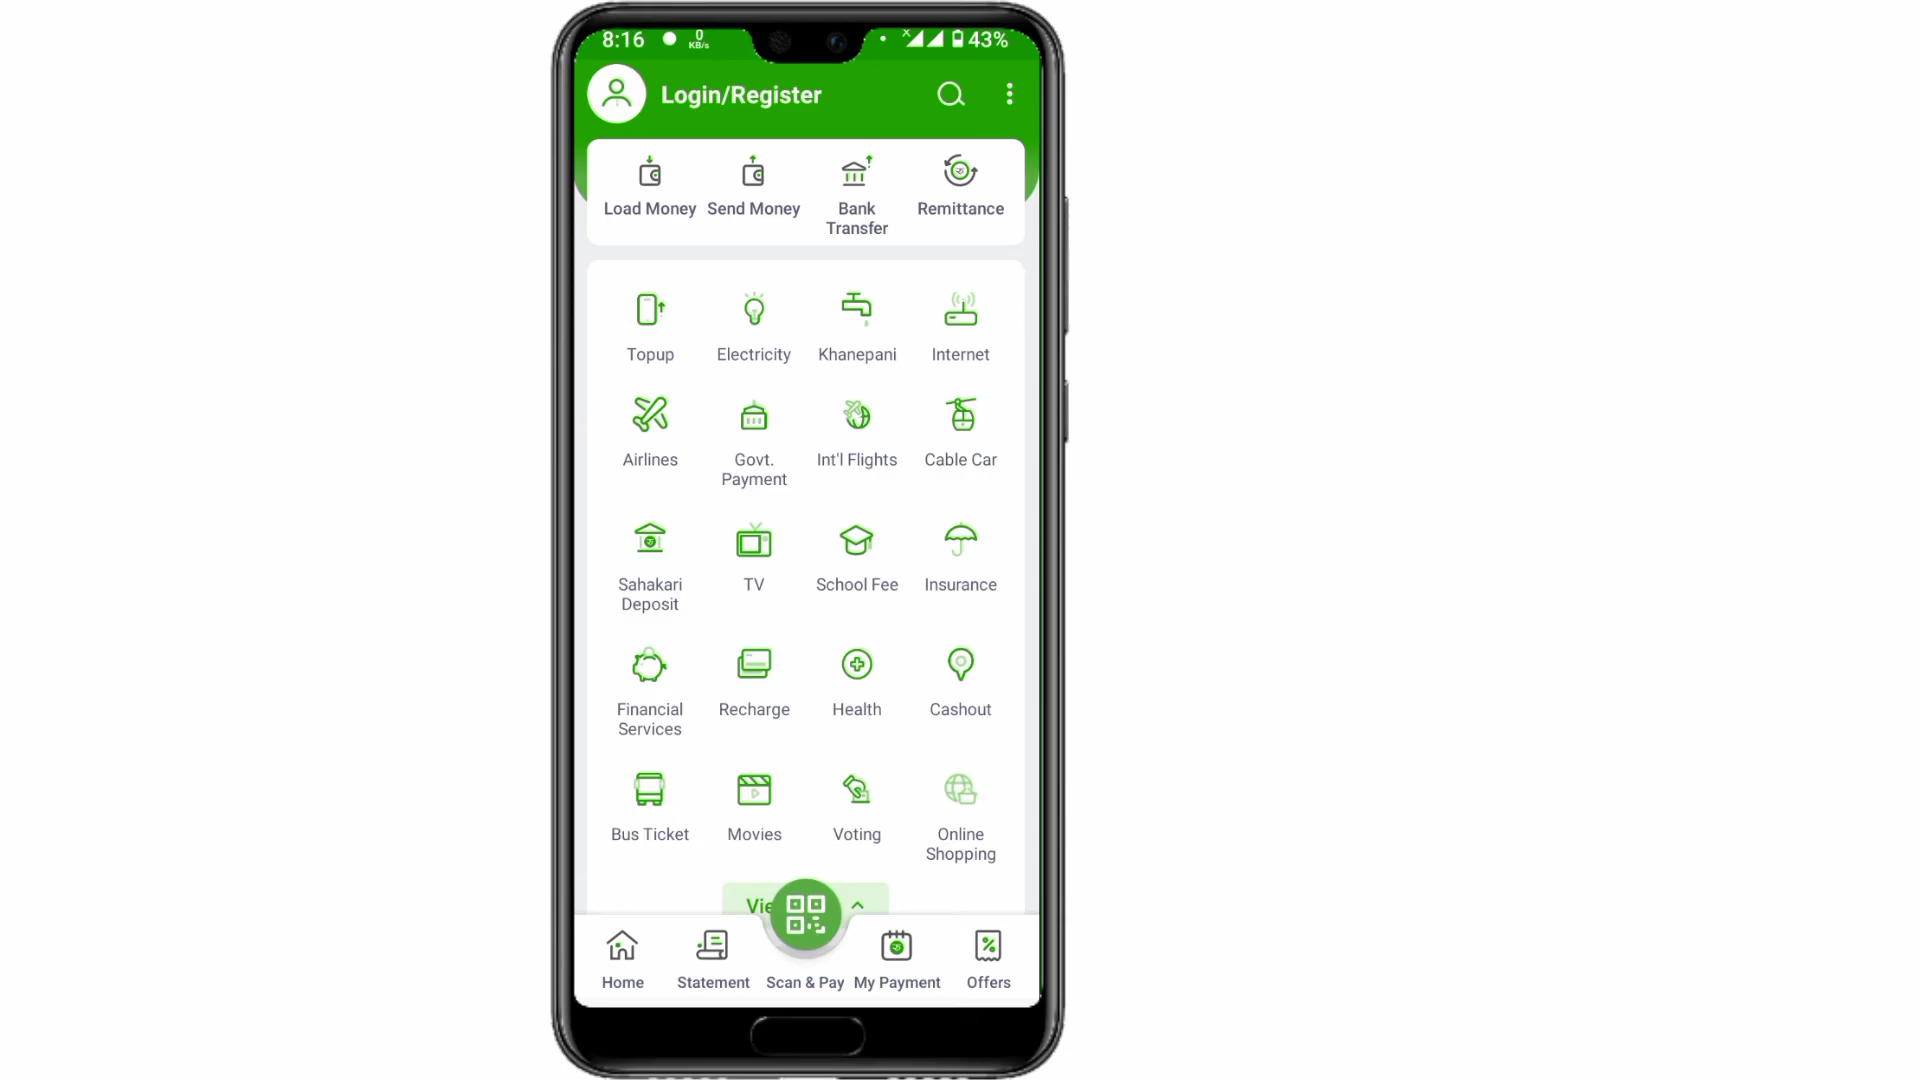 8:16 0 KB/s 43%
Login/Register
Load Money Send Money Bank Transfer Remittance
Topup Electricity Khanepani Internet
Airlines Govt. Payment Int'l Flights Cable Car
Sahakari Deposit TV School Fee Insurance
Financial Services Recharge Health Cashout
Bus Ticket Movies Voting Online Shopping
Home Statement Scan & Pay My Payment Offers